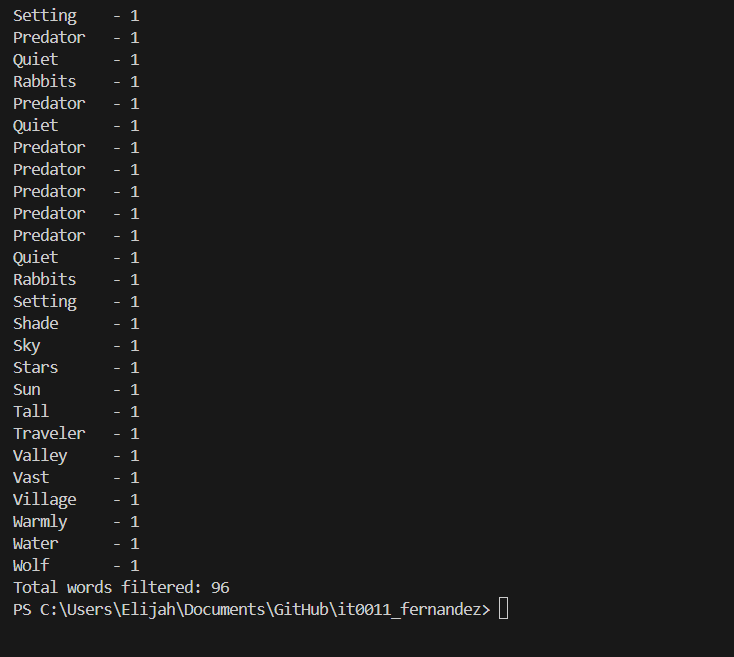 Setting    - 1
Predator   - 1
Quiet      - 1
Rabbits    - 1
Predator   - 1
Quiet      - 1
Predator   - 1
Predator   - 1
Predator   - 1
Predator   - 1
Predator   - 1
Quiet      - 1
Rabbits    - 1
Setting    - 1
Shade      - 1
Sky        - 1
Stars      - 1
Sun        - 1
Tall       - 1
Traveler   - 1
Valley     - 1
Vast       - 1
Village    - 1
Warmly     - 1
Water      - 1
Wolf       - 1
Total words filtered: 96
PS C:\Users\Elijah\Documents\GitHub\it0011_fernandez>